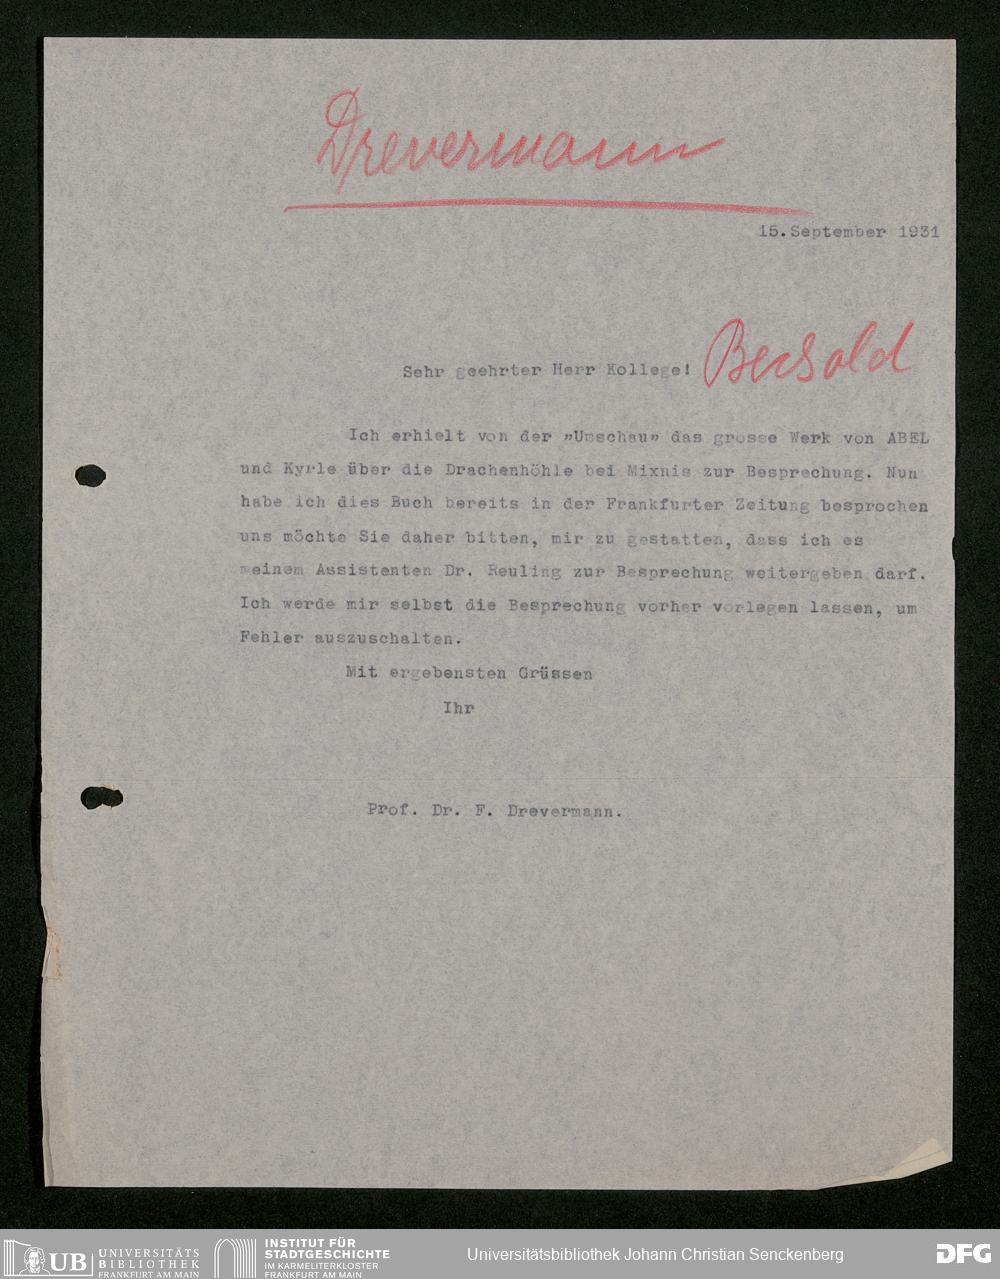 Drevermann
15.September 1931
Sehr geehrter Herr Kollege!
Bechhold
Ich erhielt von der „Umschau„ das grosse Werk von ABEL
und Kyrle über die Drachenhöhle bei Mixnis zur Besprechung. Nun
habe ich dies Buch bereits in der Frankfurter Zeitung besprochen
uns möchte Sie daher bitten, mir zu gestatten, dass ich es
meinem Assistenten Dr. Reuling zur Besprechung weitergeben darf.
Ich werde mir selbst die Besprechung vorher vorlegen lassen, um
Fehler auszuschalten.
Mit ergebensten Grüssen
Ihr
Prof. Dr. F. Drevermann.
UB UNIVERSITÄTS
BIBLIOTHEK
FRANKFURT AM MAIN
INSTITUT FÜR
STADTGESCHICHTE
IM KARMELITERKLOSTER
FRANKFURT AM MAIN
Universitätsbibliothek Johann Christian Senckenberg
DFG